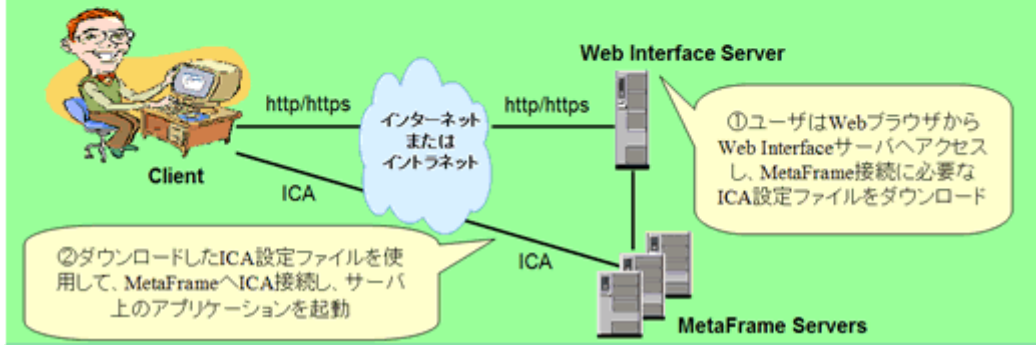 Web Interface Server
http/https
インターネット
または
イントラネット
http/https
①ユーザはWebブラウザから
Web Interfaceサーバへアクセス
し、MetaFrame接続に必要な
ICA設定ファイルをダウンロード
Client
ICA
②ダウンロードしたICA設定ファイルを使
用して、MetaFrameへICA接続し、サーバ
上のアプリケーションを起動
ICA
MetaFrame Servers